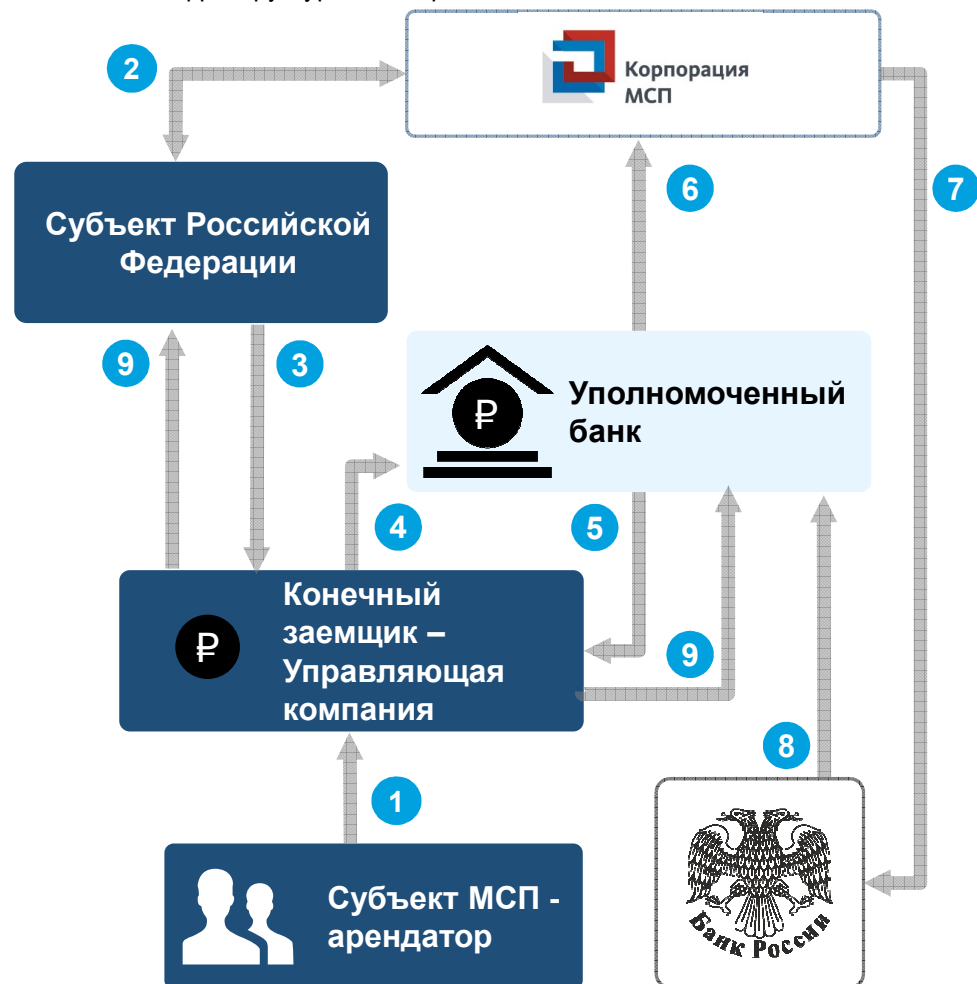 2
Корпорация
МСП
6
7
Субъект Российской
Федерации
9
3
₽
Уполномоченный
банк
4
5
₽
Конечный
заемщик –
Управляющая
компания
9
8
1
Субъект МСП -
арендатор
Банк России